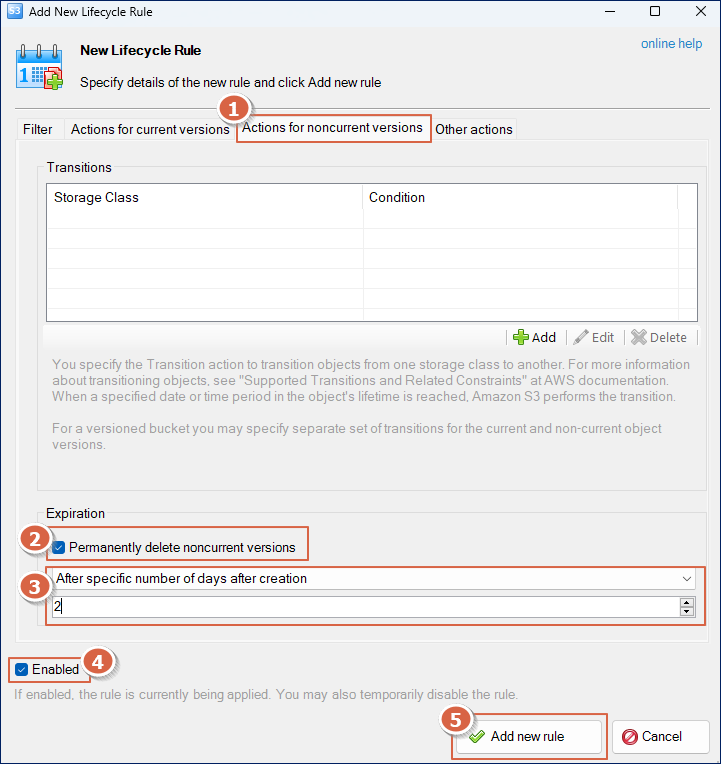 S3 Add New Lifecycle Rule
New Lifecycle Rule
online help
Specify details of the new rule and click Add new rule
1
1
Filter Actions for current versions Actions for noncurrent versions Other actions
Transitions
Storage Class Condition
Add Edit Delete
You specify the Transition action to transition objects from one storage class to another. For more information
about transitioning objects, see "Supported Transitions and Related Constraints" at AWS documentation.
When a specified date or time period in the object's lifetime is reached, Amazon S3 performs the transition.
For a versioned bucket you may specify separate set of transitions for the current and non-current object
versions.
Expiration
2 Permanently delete noncurrent versions
3 After specific number of days after creation
2
Enabled 4
If enabled, the rule is currently being applied. You may also temporarily disable the rule.
5
Add new rule Cancel